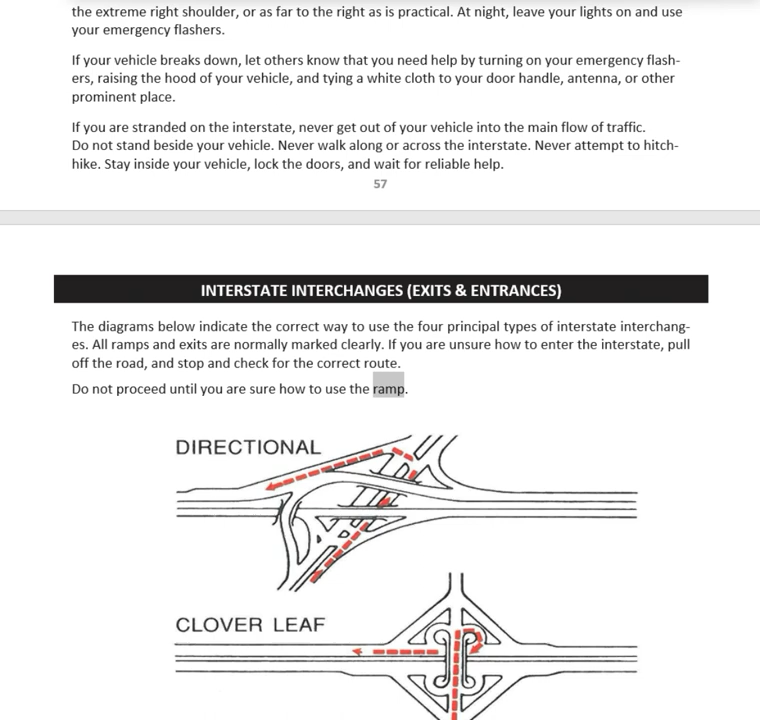 the extreme right shoulder, or as far to the right as is practical. At night, leave your lights on and use
your emergency flashers.
If your vehicle breaks down, let others know that you need help by turning on your emergency flash-
ers, raising the hood of your vehicle, and tying a white cloth to your door handle, antenna, or other
prominent place.
If you are stranded on the interstate, never get out of your vehicle into the main flow of traffic.
Do not stand beside your vehicle. Never walk along or across the interstate. Never attempt to hitch-
hike. Stay inside your vehicle, lock the doors, and wait for reliable help.
57
INTERSTATE INTERCHANGES (EXITS & ENTRANCES)
The diagrams below indicate the correct way to use the four principal types of interstate interchang-
es. All ramps and exits are normally marked clearly. If you are unsure how to enter the interstate, pull
off the road, and stop and check for the correct route.
Do not proceed until you are sure how to use the ramp.
DIRECTIONAL
CLOVER LEAF